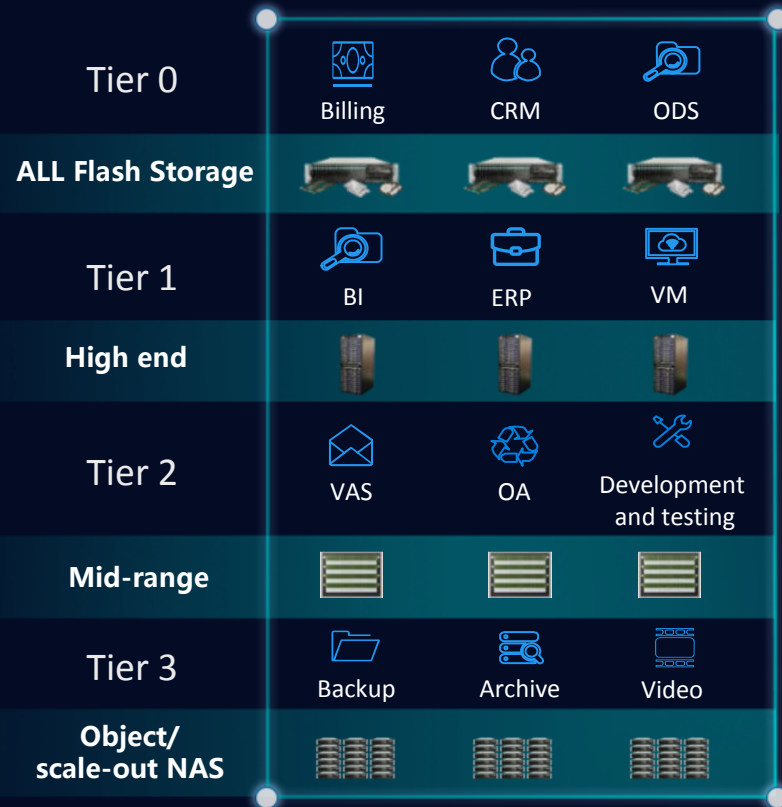 Tier 0
Billing
CRM
ODS
ALL Flash Storage
Tier 1
BI
ERP
VM
High end
Tier 2
VAS
OA
Development
and testing
Mid-range
Tier 3
Backup
Archive
Video
Object/
scale-out NAS